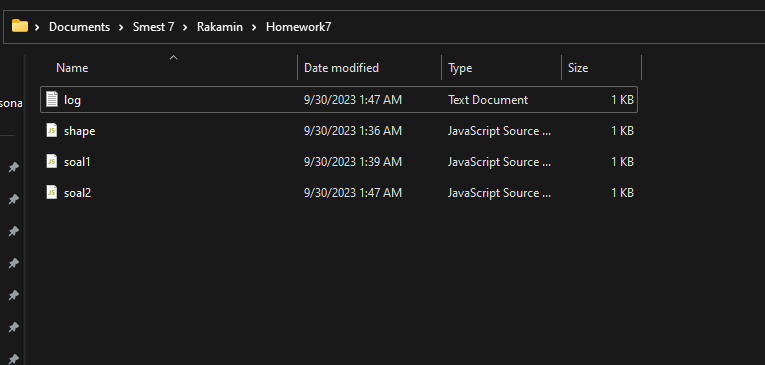 Documents > Smest 7 > Rakamin > Homework7
Name Date modified Type Size
sona
log 9/30/2023 1:47 AM Text Document 1 KB
shape 9/30/2023 1:36 AM JavaScript Source ... 1 KB
soal1 9/30/2023 1:39 AM JavaScript Source ... 1 KB
soal2 9/30/2023 1:47 AM JavaScript Source ... 1 KB